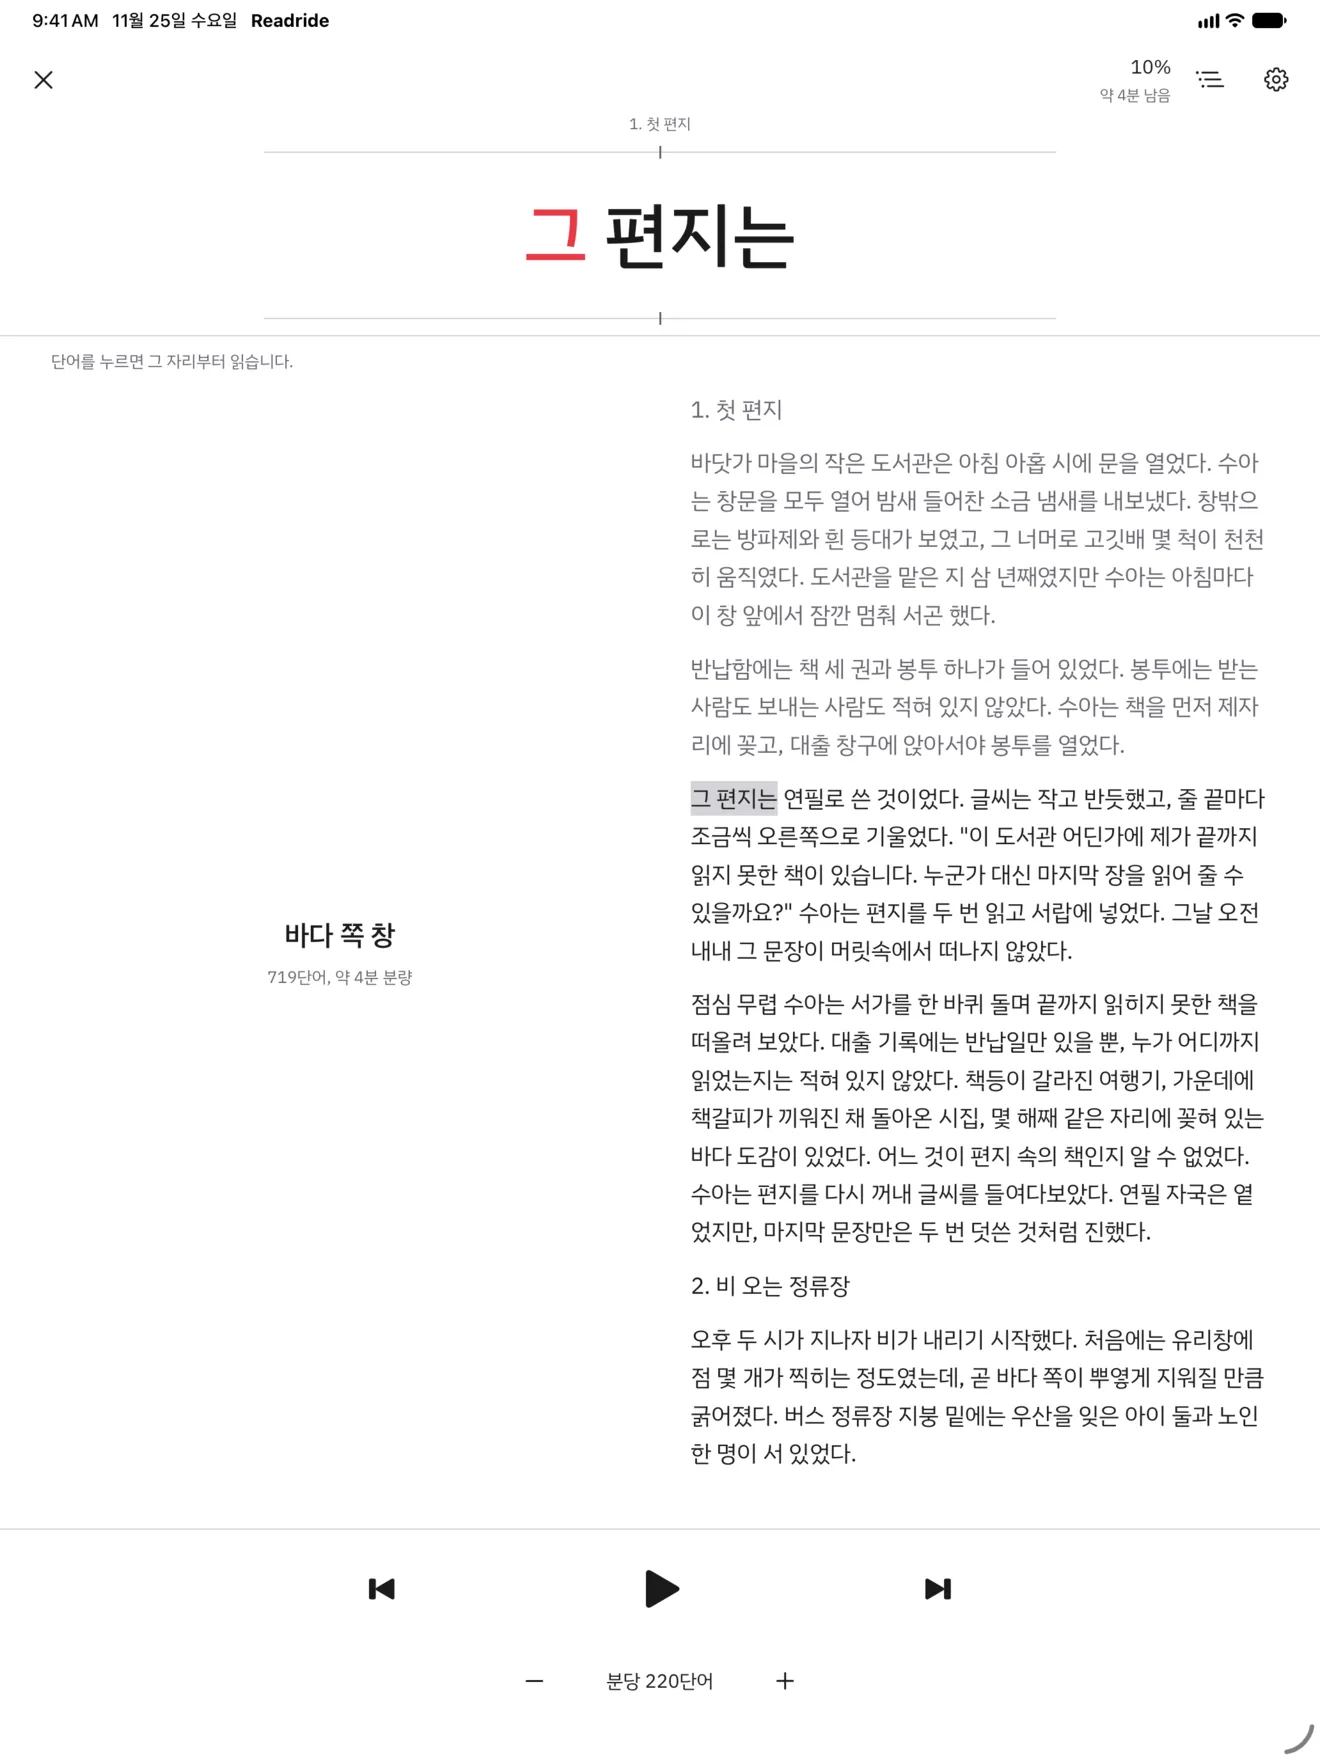 9:41 AM 11월 25일 수요일 Readride
10%
약 4분 남음
1. 첫 편지
그 편지는
단어를 누르면 그 자리부터 읽습니다.
바다 쪽 창
719단어, 약 4분 분량
1. 첫 편지
바닷가 마을의 작은 도서관은 아침 아홉 시에 문을 열었다. 수아
는 창문을 모두 열어 밤새 들어찬 소금 냄새를 내보냈다. 창밖으
로는 방파제와 흰 등대가 보였고, 그 너머로 고깃배 몇 척이 천천
히 움직였다. 도서관을 맡은 지 삼 년째였지만 수아는 아침마다
이 창 앞에서 잠깐 멈춰 서곤 했다.
반납함에는 책 세 권과 봉투 하나가 들어 있었다. 봉투에는 받는
사람도 보내는 사람도 적혀 있지 않았다. 수아는 책을 먼저 제자
리에 꽂고, 대출 창구에 앉아서야 봉투를 열었다.
그 편지는 연필로 쓴 것이었다. 글씨는 작고 반듯했고, 줄 끝마다
조금씩 오른쪽으로 기울었다. "이 도서관 어딘가에 제가 끝까지
읽지 못한 책이 있습니다. 누군가 대신 마지막 장을 읽어 줄 수
있을까요?" 수아는 편지를 두 번 읽고 서랍에 넣었다. 그날 오전
내내 그 문장이 머릿속에서 떠나지 않았다.
점심 무렵 수아는 서가를 한 바퀴 돌며 끝까지 읽히지 못한 책을
떠올려 보았다. 대출 기록에는 반납일만 있을 뿐, 누가 어디까지
읽었는지는 적혀 있지 않았다. 책등이 갈라진 여행기, 가운데에
책갈피가 끼워진 채 돌아온 시집, 몇 해째 같은 자리에 꽂혀 있는
바다 도감이 있었다. 어느 것이 편지 속의 책인지 알 수 없었다.
수아는 편지를 다시 꺼내 글씨를 들여다보았다. 연필 자국은 옅
었지만, 마지막 문장만은 두 번 덧쓴 것처럼 진했다.
2. 비 오는 정류장
오후 두 시가 지나자 비가 내리기 시작했다. 처음에는 유리창에
점 몇 개가 찍히는 정도였는데, 곧 바다 쪽이 뿌옇게 지워질 만큼
굵어졌다. 버스 정류장 지붕 밑에는 우산을 잊은 아이 둘과 노인
한 명이 서 있었다.
분당 220단어